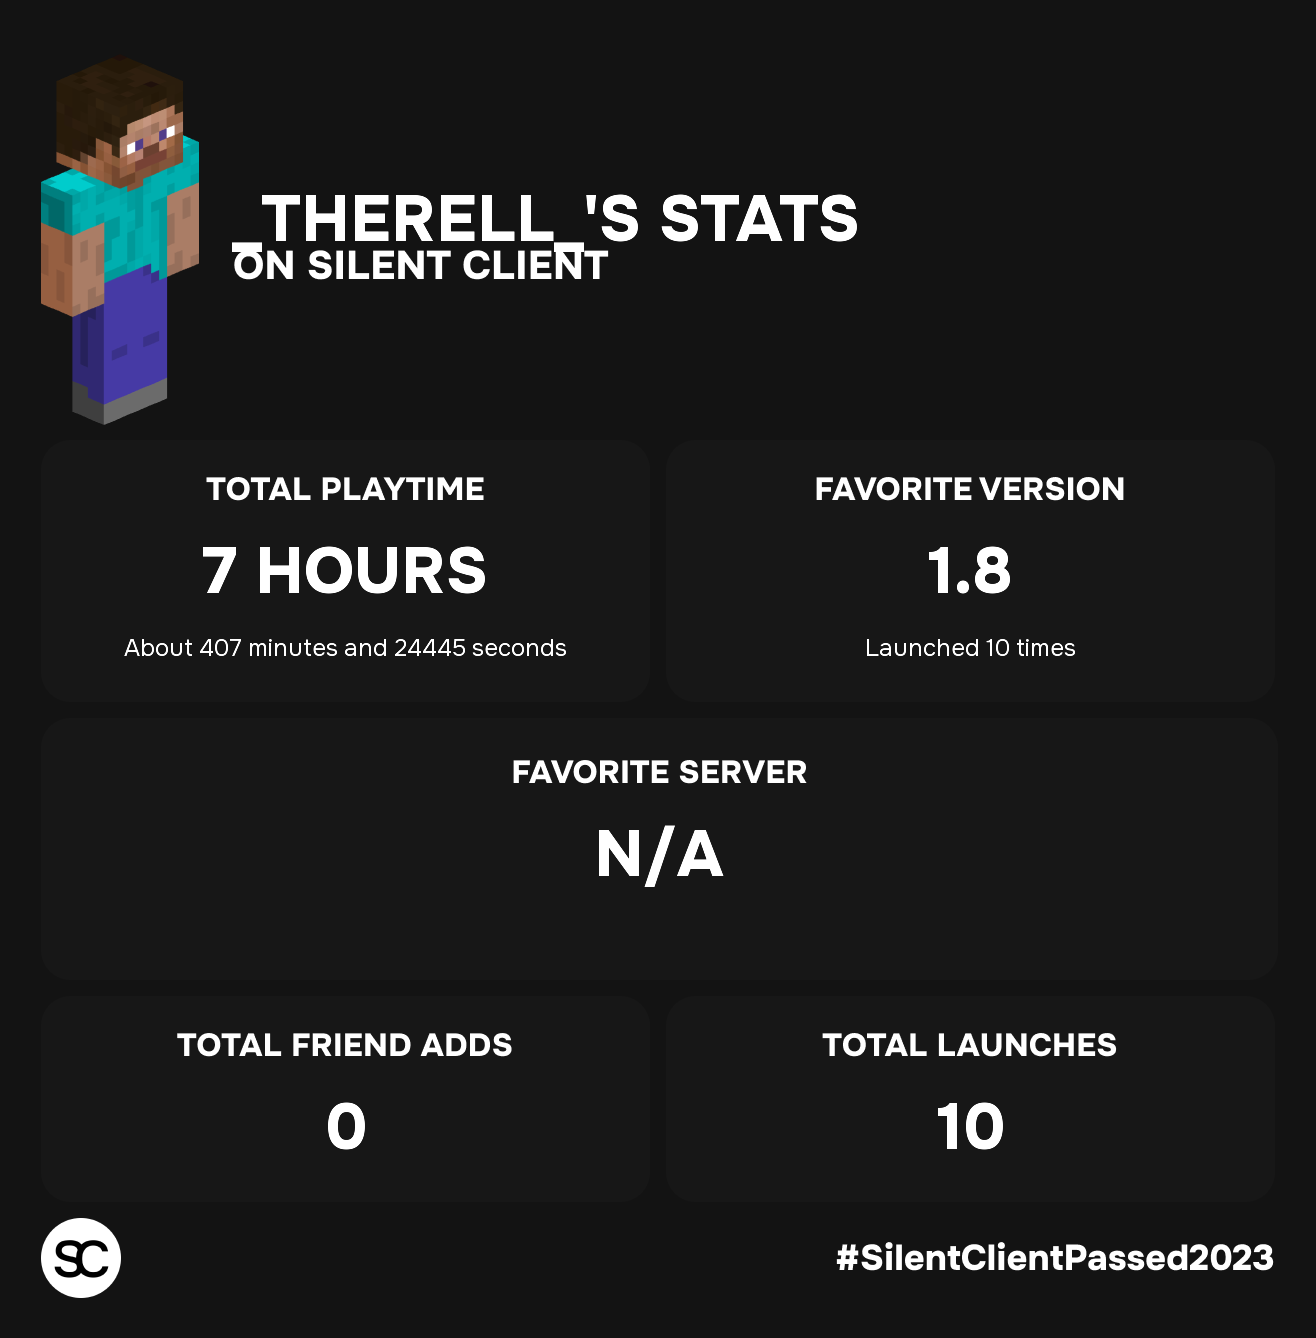 _THERELL_'S STATS
ON SILENT CLIENT
TOTAL PLAYTIME
7 HOURS
About 407 minutes and 24445 seconds
FAVORITE VERSION
1.8
Launched 10 times
FAVORITE SERVER
N/A
TOTAL FRIEND ADDS
0
TOTAL LAUNCHES
10
SC
#SilentClientPassed2023